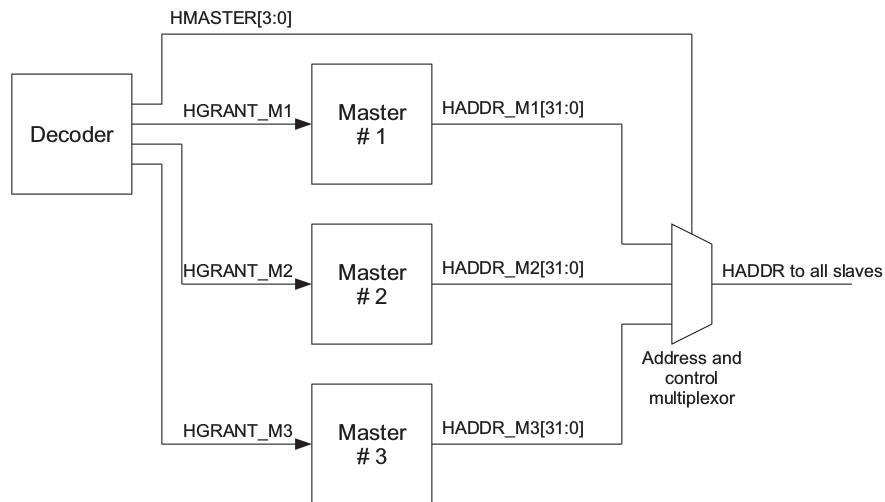 HMASTER[3:0]
Decoder
HGRANT_M1
Master
# 1
HADDR_M1[31:0]
HGRANT_M2
Master
# 2
HADDR_M2[31:0]
HADDR to all slaves
Address and
control
multiplexor
HGRANT_M3
Master
# 3
HADDR_M3[31:0]